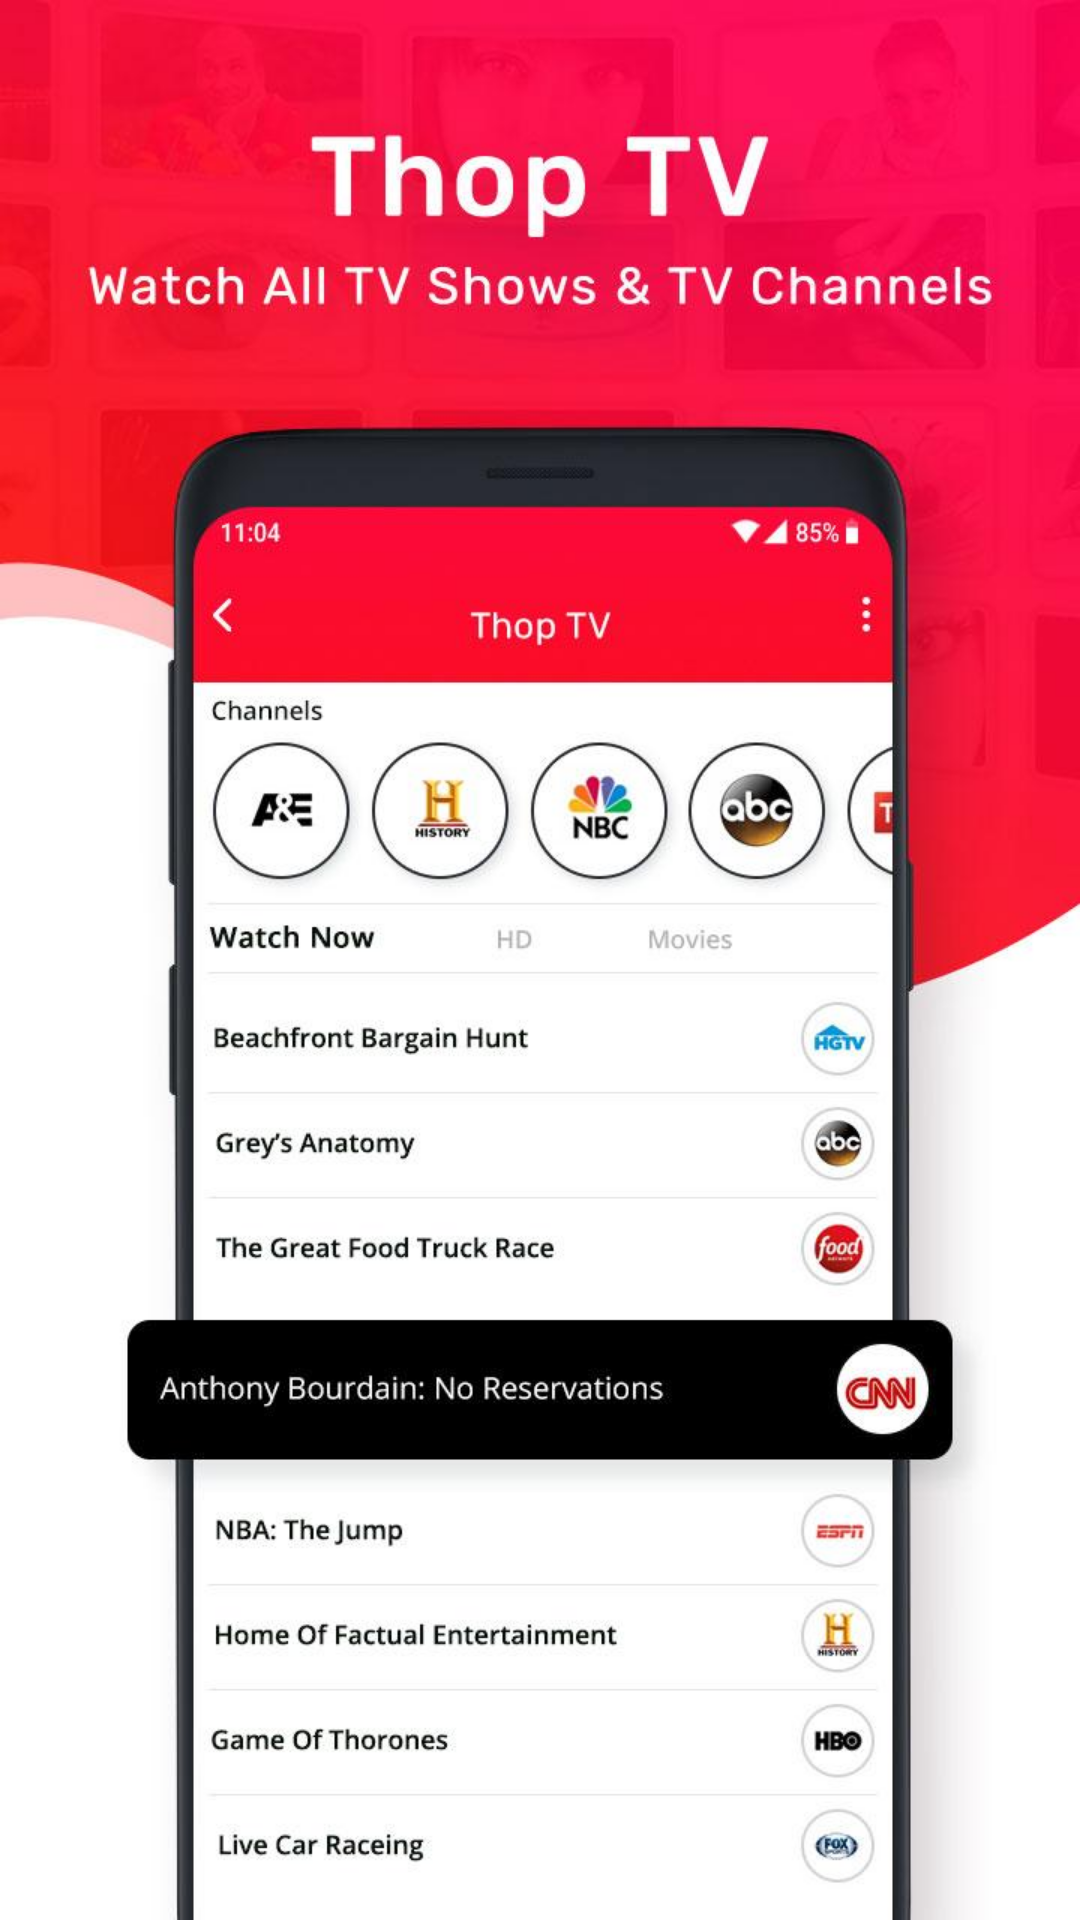 Thop TV
Watch All TV Shows & TV Channels
11:04
85%
Thop TV
Channels
A&E
HISTORY
NBC
abc
T
Watch Now
HD
Movies
Beachfront Bargain Hunt
HGTV
Grey's Anatomy
abc
The Great Food Truck Race
food
Anthony Bourdain: No Reservations
CNN
NBA: The Jump
ESPN
Home Of Factual Entertainment
HISTORY
Game Of Thorones
HBO
Live Car Raceing
FOX
SPORTS